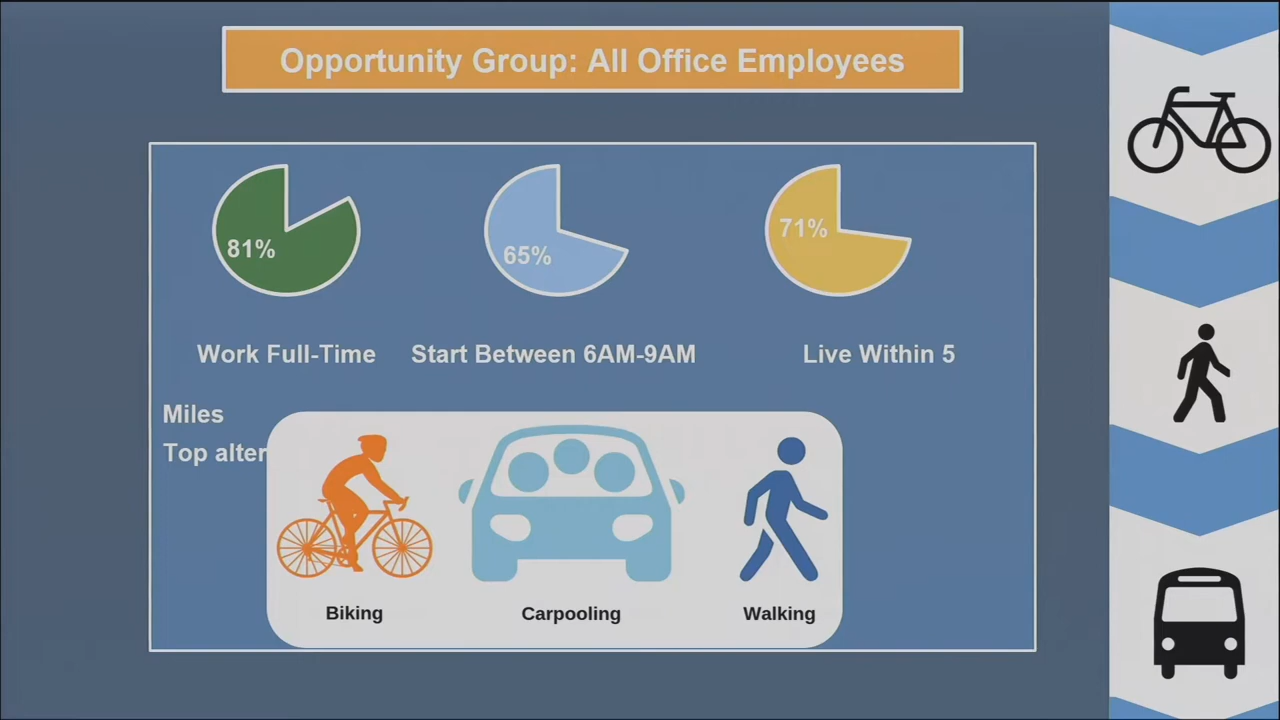 Opportunity Group: All Office Employees
81%
65%
71%
Work Full-Time
Start Between 6AM-9AM
Live Within 5
Miles
Top alter
Biking
Carpooling
Walking